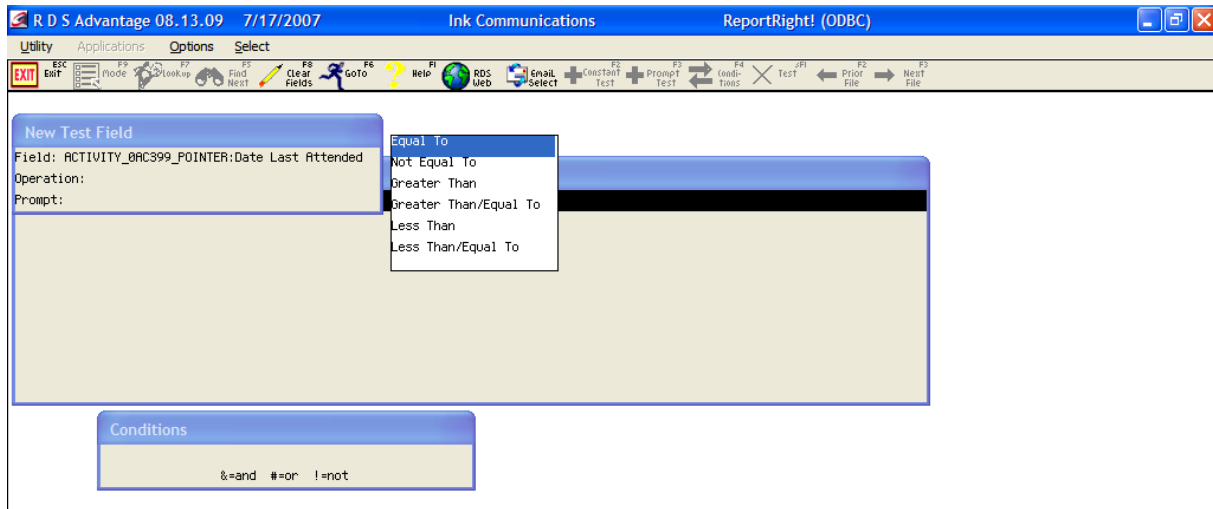 R D S Advantage 08.13.09 7/17/2007 Ink Communications ReportRight! (ODBC)
Utility Applications Options Select
EXIT ESC Exit F9 Mode F7 Lookup F5 Find Next F8 Clear Fields F6 GoTo F1 Help RDS Web Email Select F2 Constant Test F3 Prompt Test F4 Condi-tions SF1 Test F2 Prior File F3 Next File
New Test Field
Field: ACTIVITY_0AC399_POINTER:Date Last Attended
Operation:
Prompt:
Equal To
Not Equal To
Greater Than
Greater Than/Equal To
Less Than
Less Than/Equal To
Conditions
&=and #=or !=not